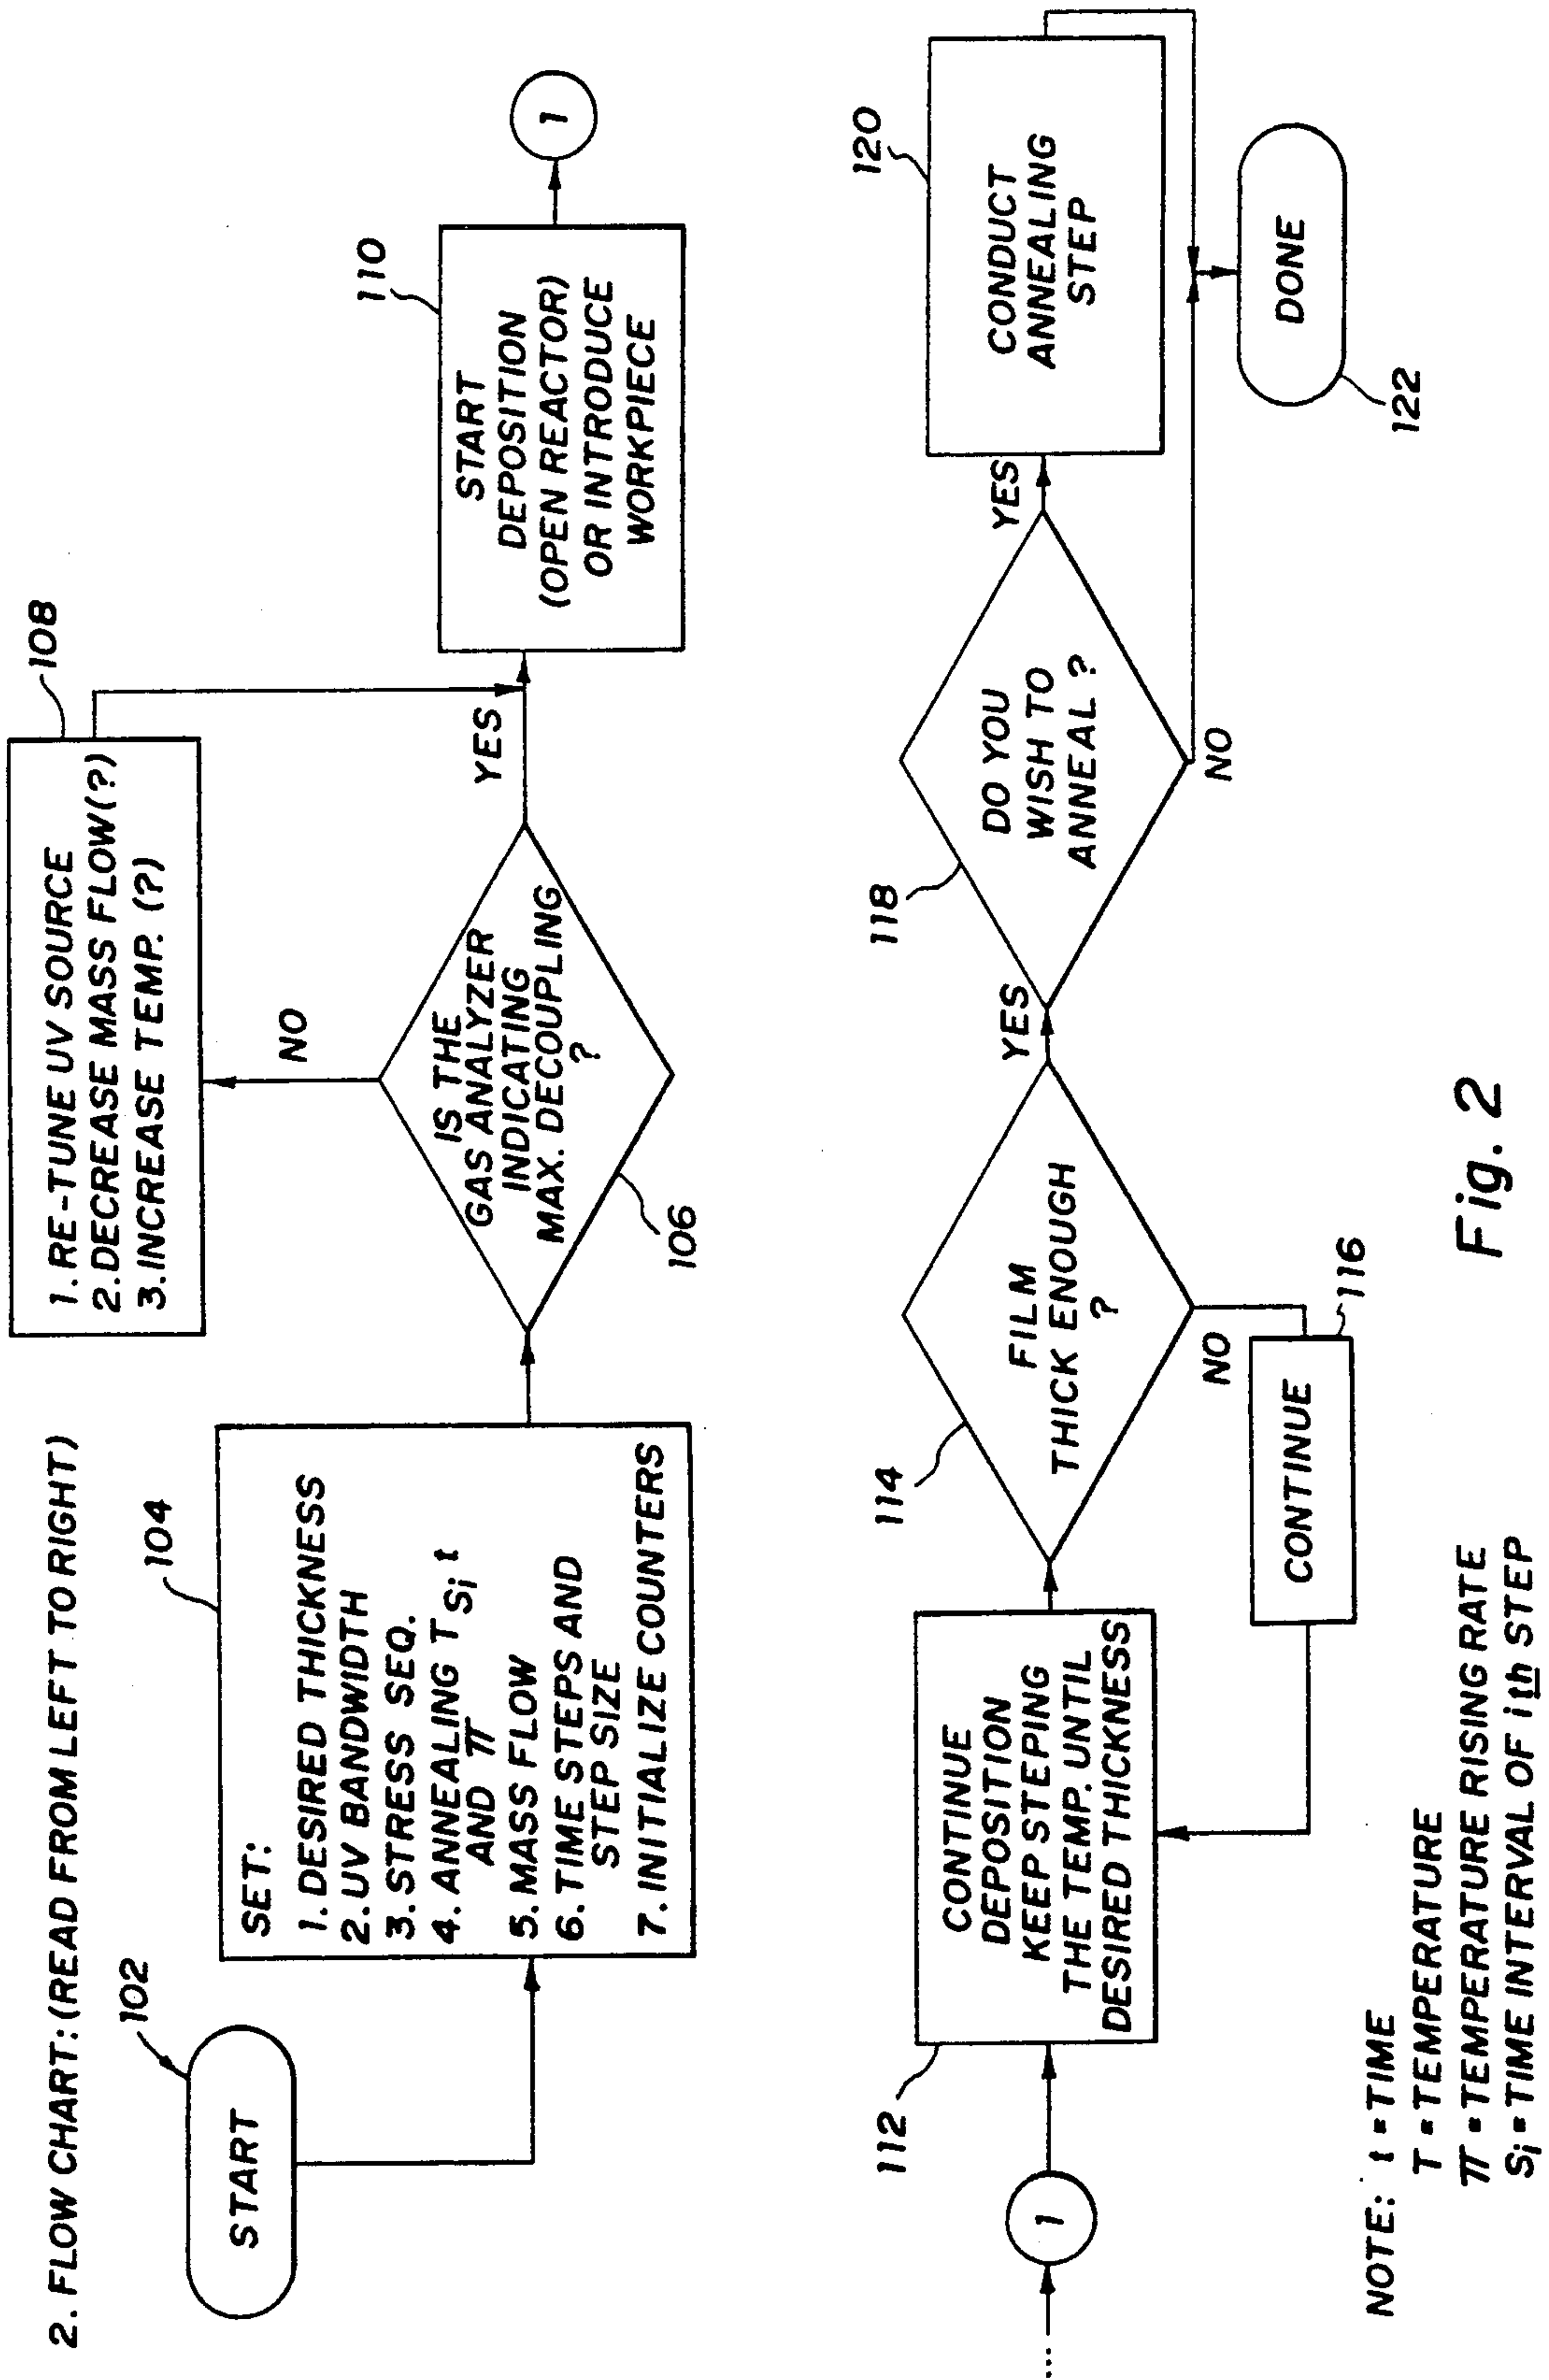 2. FLOW CHART: (READ FROM LEFT TO RIGHT)
102
START
104
SET:
1. DESIRED THICKNESS
2. UV BANDWIDTH
3. STRESS SEQ.
4. ANNEALING T Si t
AND π
5. MASS FLOW
6. TIME STEPS AND
STEP SIZE
7. INITIALIZE COUNTERS
106
IS THE
GAS ANALYZER
INDICATING
MAX. DECOUPLING
?
NO
YES
108
1. RE-TUNE UV SOURCE
2. DECREASE MASS FLOW(?)
3. INCREASE TEMP. (?)
110
START
DEPOSITION
(OPEN REACTOR)
OR INTRODUCE
WORKPIECE
1
...
1
112
CONTINUE
DEPOSITION
KEEP STEPPING
THE TEMP. UNTIL
DESIRED THICKNESS
114
FILM
THICK ENOUGH
?
NO
YES
116
CONTINUE
118
DO YOU
WISH TO
ANNEAL ?
YES
NO
120
CONDUCT
ANNEALING
STEP
DONE
122
NOTE: t = TIME
T = TEMPERATURE
π = TEMPERATURE RISING RATE
Si = TIME INTERVAL OF ith STEP
Fig. 2